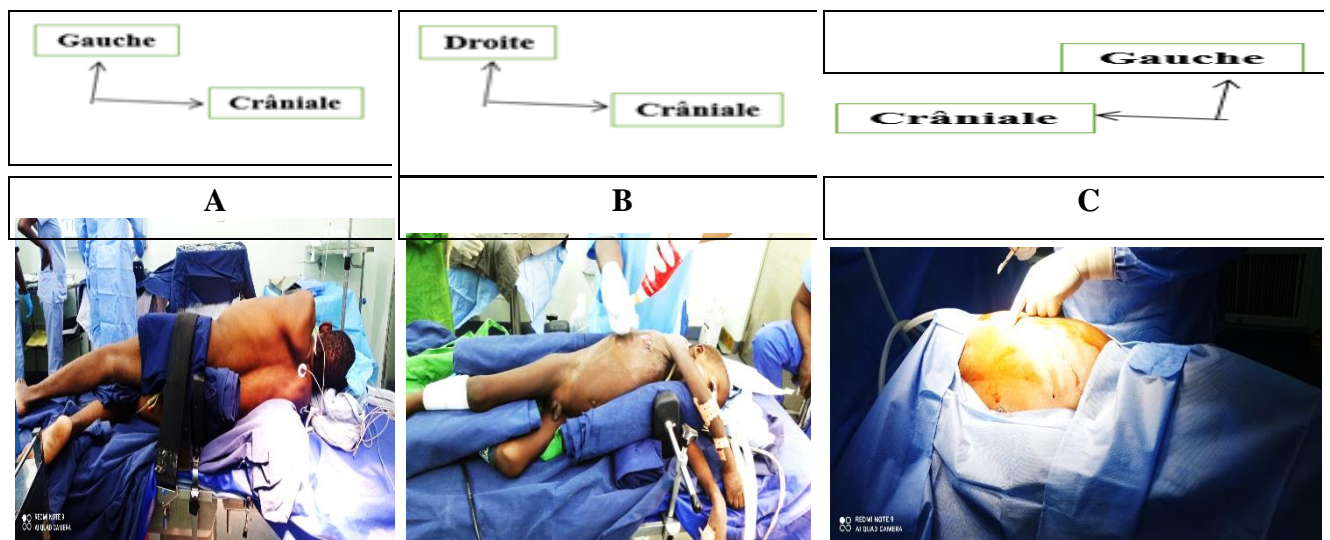 Gauche
Crâniale
Droite
Crâniale
Gauche
Crâniale
A
B
C
REDMI NOTE 9
AI QUAD CAMERA
REDMI NOTE 9
AI QUAD CAMERA